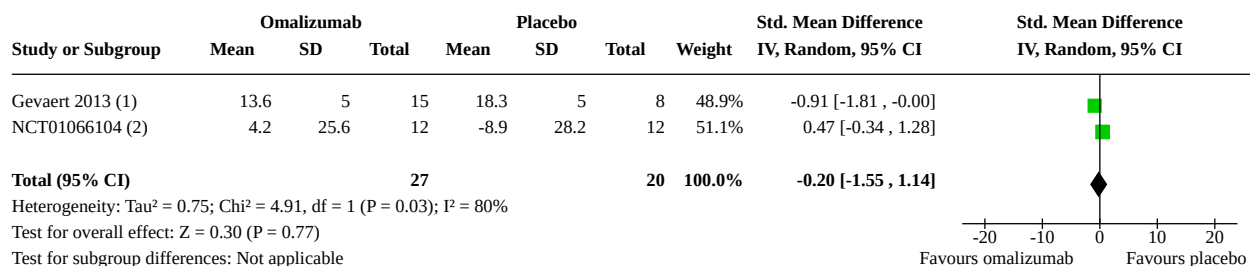 Omalizumab Placebo Std. Mean Difference Std. Mean Difference
Study or Subgroup Mean SD Total Mean SD Total Weight IV, Random, 95% CI IV, Random, 95% CI
Gevaert 2013 (1) 13.6 5 15 18.3 5 8 48.9% -0.91 [-1.81 , -0.00]
NCT01066104 (2) 4.2 25.6 12 -8.9 28.2 12 51.1% 0.47 [-0.34 , 1.28]
Total (95% CI) 27 20 100.0% -0.20 [-1.55 , 1.14]
Heterogeneity: Tau² = 0.75; Chi² = 4.91, df = 1 (P = 0.03); I² = 80%
Test for overall effect: Z = 0.30 (P = 0.77) -20 -10 0 10 20
Test for subgroup differences: Not applicable Favours omalizumab Favours placebo